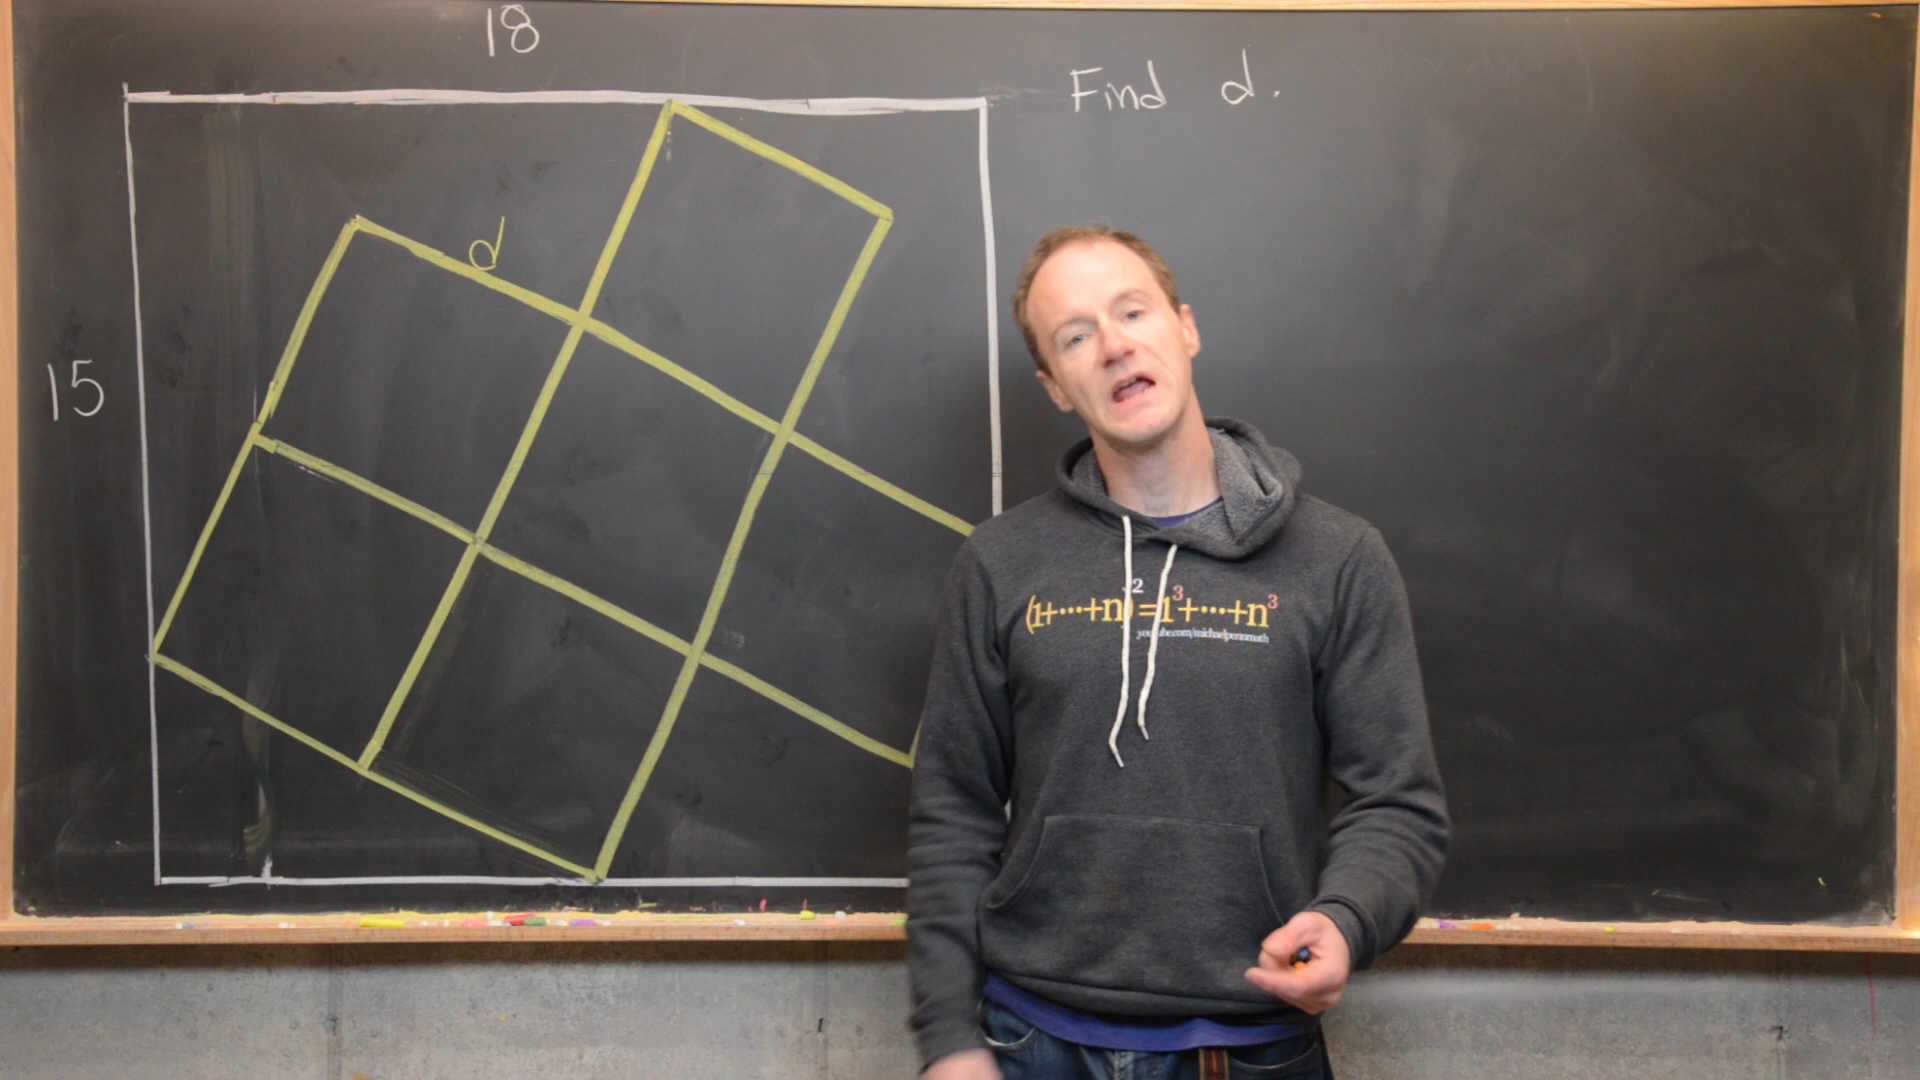 18
Find d.
d
15
(1+···+n)²=1³+···+n³
youtube.com/michaelpennmath